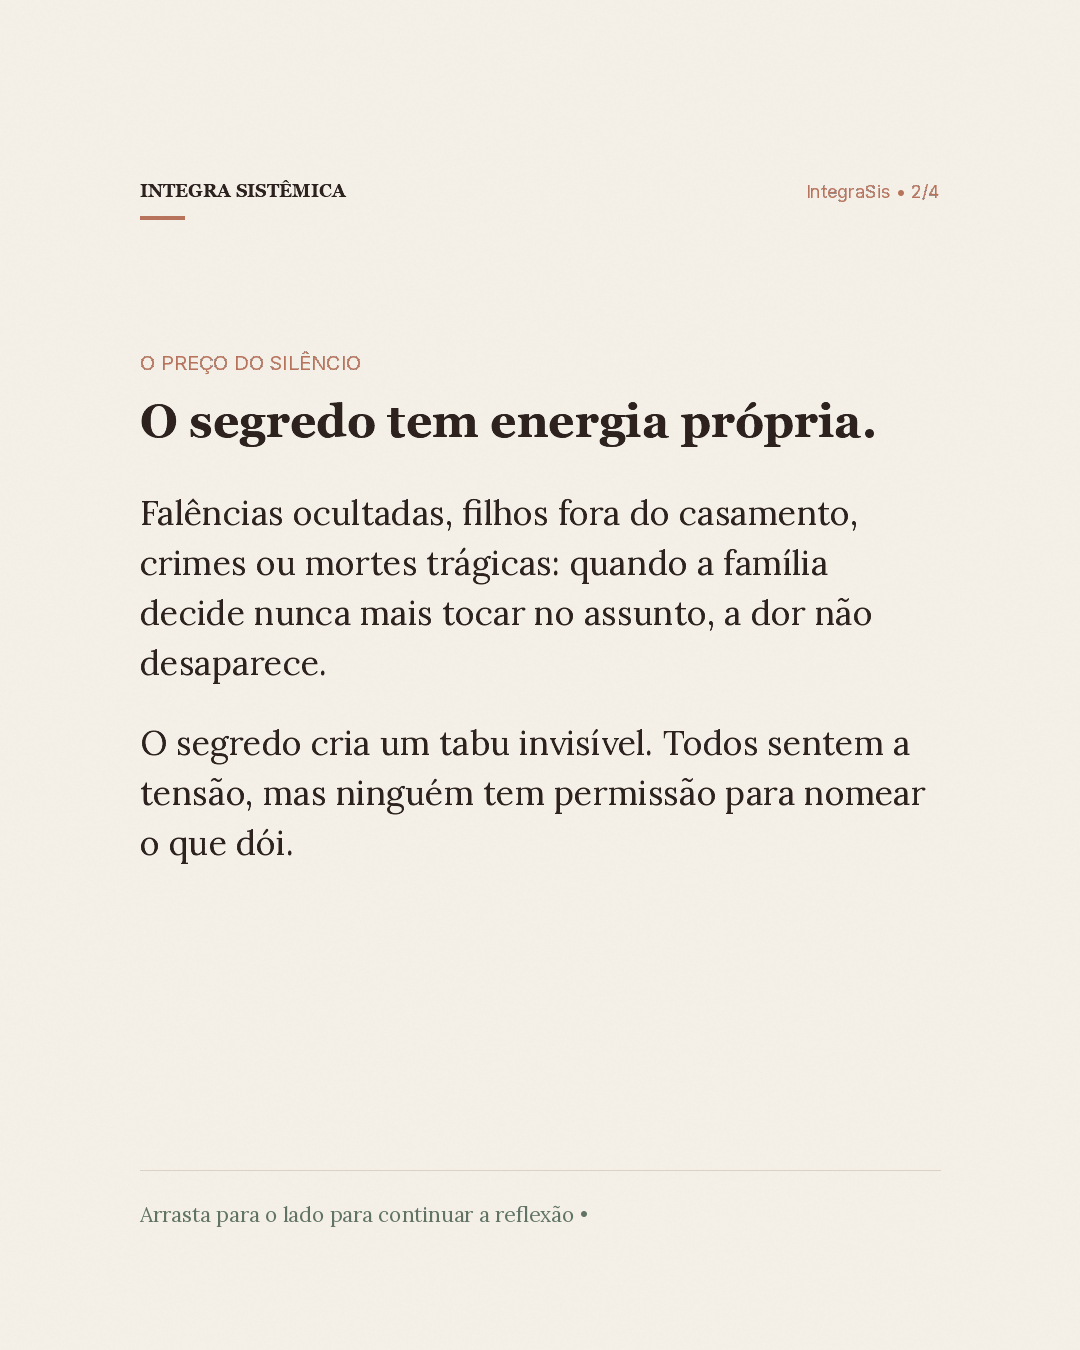 INTEGRA SISTÊMICA
IntegraSis • 2/4
O PREÇO DO SILÊNCIO
O segredo tem energia própria.
Falências ocultadas, filhos fora do casamento,
crimes ou mortes trágicas: quando a família
decide nunca mais tocar no assunto, a dor não
desaparece.
O segredo cria um tabu invisível. Todos sentem a
tensão, mas ninguém tem permissão para nomear
o que dói.
Arrasta para o lado para continuar a reflexão •